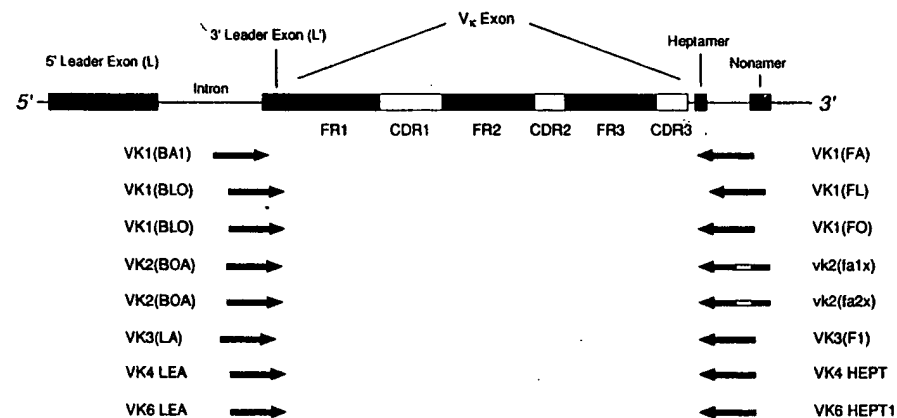 Vκ Exon
3' Leader Exon (L')
Heptamer
5' Leader Exon (L)
Nonamer
Intron
5'
3'
FR1 CDR1 FR2 CDR2 FR3 CDR3
VK1(BA1) VK1(FA)
VK1(BLO) VK1(FL)
VK1(BLO) VK1(FO)
VK2(BOA) vk2(fa1x)
VK2(BOA) vk2(fa2x)
VK3(LA) VK3(F1)
VK4 LEA VK4 HEPT
VK6 LEA VK6 HEPT1